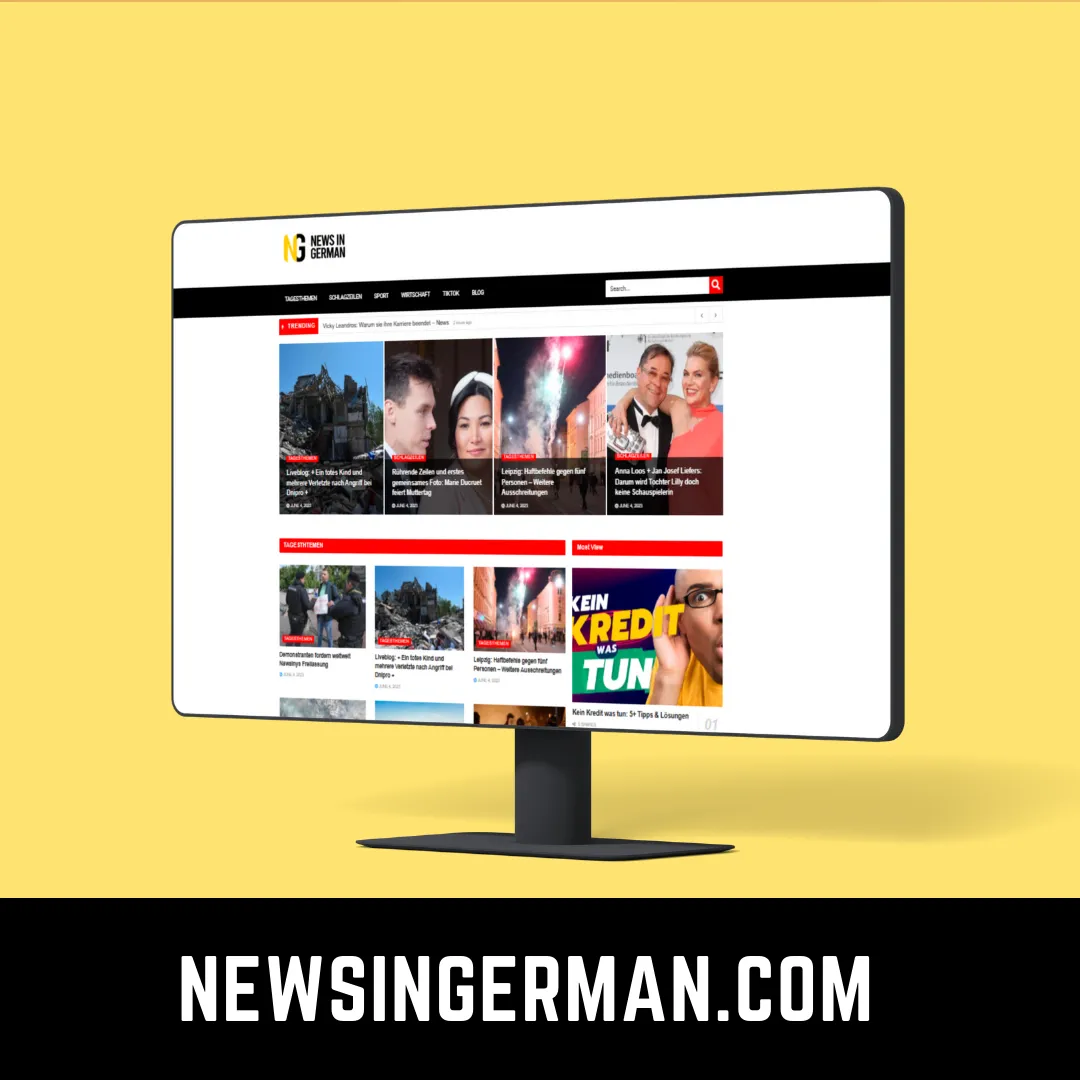 NG NEWS IN
GERMAN
TAGESTHEMEN SCHLAGZEILEN SPORT WIRTSCHAFT TIKTOK BLOG
Search...
TRENDING Vicky Leandros: Warum sie ihre Karriere beendet – News 2 hours ago
TAGESTHEMEN
Liveblog: + Ein totes Kind und
mehrere Verletzte nach Angriff bei
Dnipro +
JUNE 4, 2023
SCHLAGZEILEN
Rührende Zeilen und erstes
gemeinsames Foto: Marie Ducruet
feiert Muttertag
JUNE 4, 2023
TAGESTHEMEN
Leipzig: Haftbefehle gegen fünf
Personen – Weitere
Ausschreitungen
JUNE 4, 2023
medienboa
SCHLAGZEILEN
Anna Loos + Jan Josef Liefers:
Darum wird Tochter Lilly doch
keine Schauspielerin
JUNE 4, 2023
TAGESTHTEMEN
Most View
TAGESTHEMEN
Demonstranten fordern weltweit
Nawalnys Freilassung
JUNE 4, 2023
TAGESTHEMEN
Liveblog: + Ein totes Kind und
mehrere Verletzte nach Angriff bei
Dnipro +
JUNE 4, 2023
TAGESTHEMEN
Leipzig: Haftbefehle gegen fünf
Personen – Weitere Ausschreitungen
JUNE 4, 2023
KEIN
KREDIT
WAS
TUN
Kein Kredit was tun: 5+ Tipps & Lösungen
0 SHARES
01
NEWSINGERMAN.COM